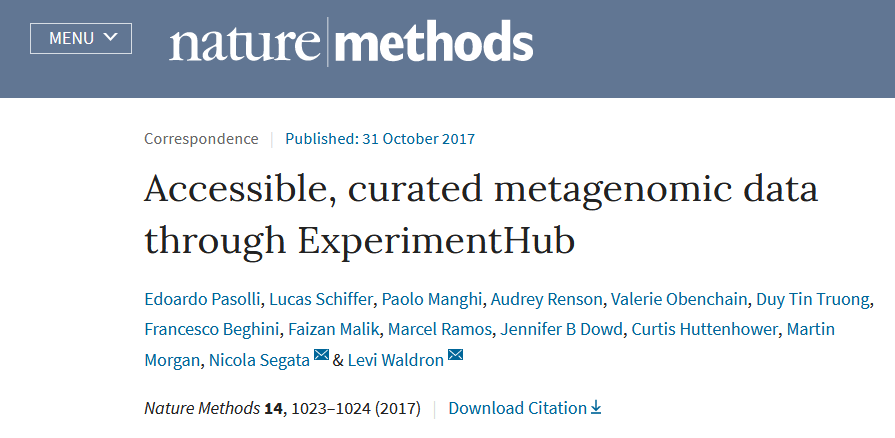 MENU
nature methods
Correspondence | Published: 31 October 2017
Accessible, curated metagenomic data
through ExperimentHub
Edoardo Pasolli, Lucas Schiffer, Paolo Manghi, Audrey Renson, Valerie Obenchain, Duy Tin Truong,
Francesco Beghini, Faizan Malik, Marcel Ramos, Jennifer B Dowd, Curtis Huttenhower, Martin
Morgan, Nicola Segata & Levi Waldron
Nature Methods 14, 1023–1024 (2017) | Download Citation